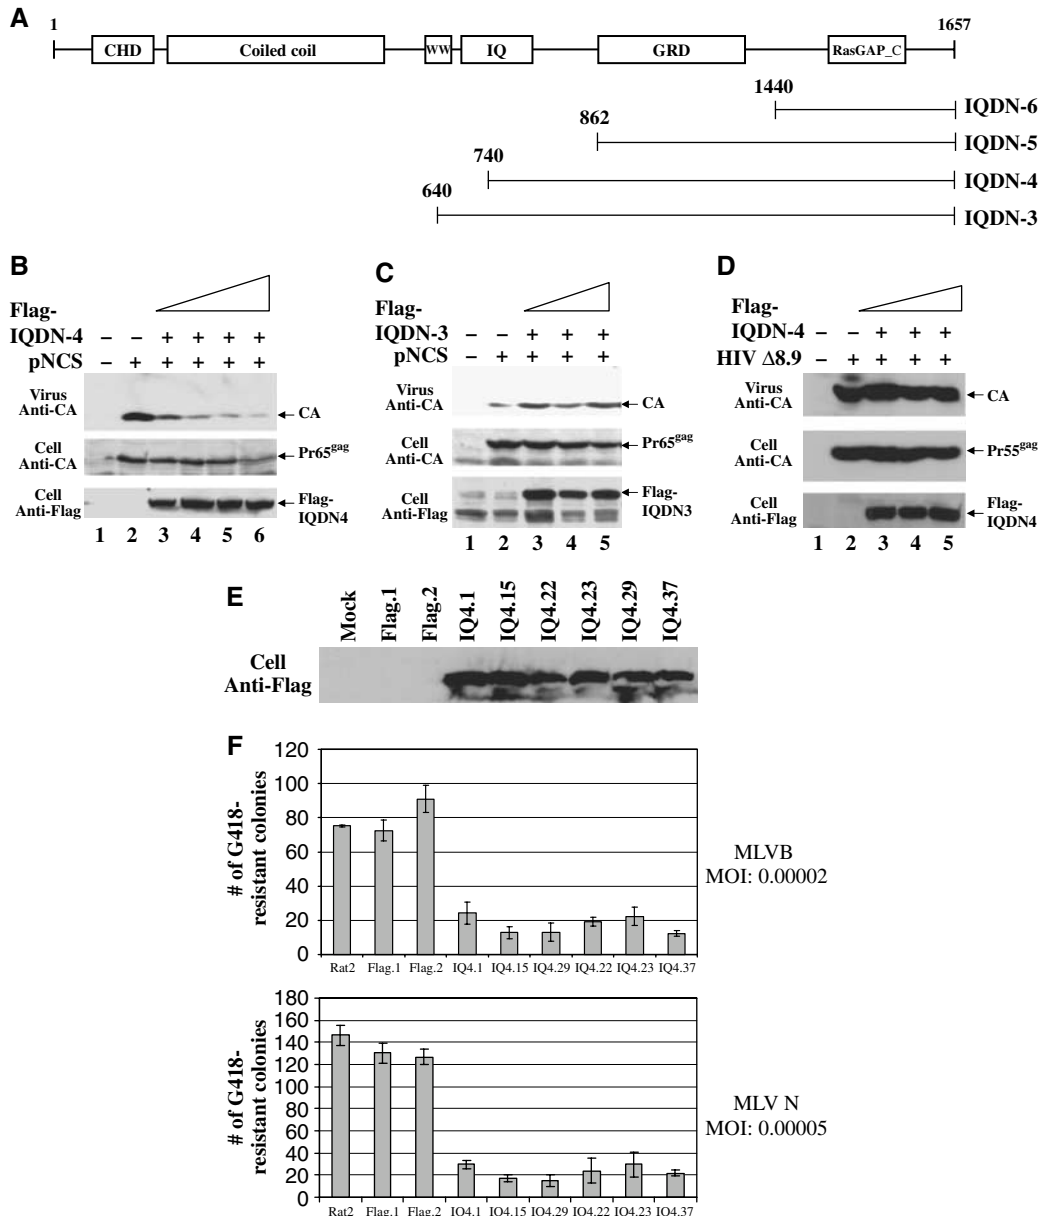 A
1
1657
CHD
Coiled coil
WW
IQ
GRD
RasGAP_C
1440
IQDN-6
862
IQDN-5
740
IQDN-4
640
IQDN-3
B
Flag-
IQDN-4 – – + + + +
pNCS – + + + + +
Virus
Anti-CA
CA
Cell
Anti-CA
Pr65gag
Cell
Anti-Flag
Flag-
IQDN4
1 2 3 4 5 6
C
Flag-
IQDN-3 – – + + +
pNCS – + + + +
Virus
Anti-CA
CA
Cell
Anti-CA
Pr65gag
Cell
Anti-Flag
Flag-
IQDN3
1 2 3 4 5
D
Flag-
IQDN-4 – – + + +
HIV Δ8.9 – + + + +
Virus
Anti-CA
CA
Cell
Anti-CA
Pr55gag
Cell
Anti-Flag
Flag-
IQDN4
1 2 3 4 5
E
Mock
Flag.1
Flag.2
IQ4.1
IQ4.15
IQ4.22
IQ4.23
IQ4.29
IQ4.37
Cell
Anti-Flag
F
# of G418-
resistant colonies
120
100
80
60
40
20
0
Rat2 Flag.1 Flag.2 IQ4.1 IQ4.15 IQ4.29 IQ4.22 IQ4.23 IQ4.37
MLVB
MOI: 0.00002
# of G418-
resistant colonies
180
160
140
120
100
80
60
40
20
0
Rat2 Flag.1 Flag.2 IQ4.1 IQ4.15 IQ4.29 IQ4.22 IQ4.23 IQ4.37
MLV N
MOI: 0.00005